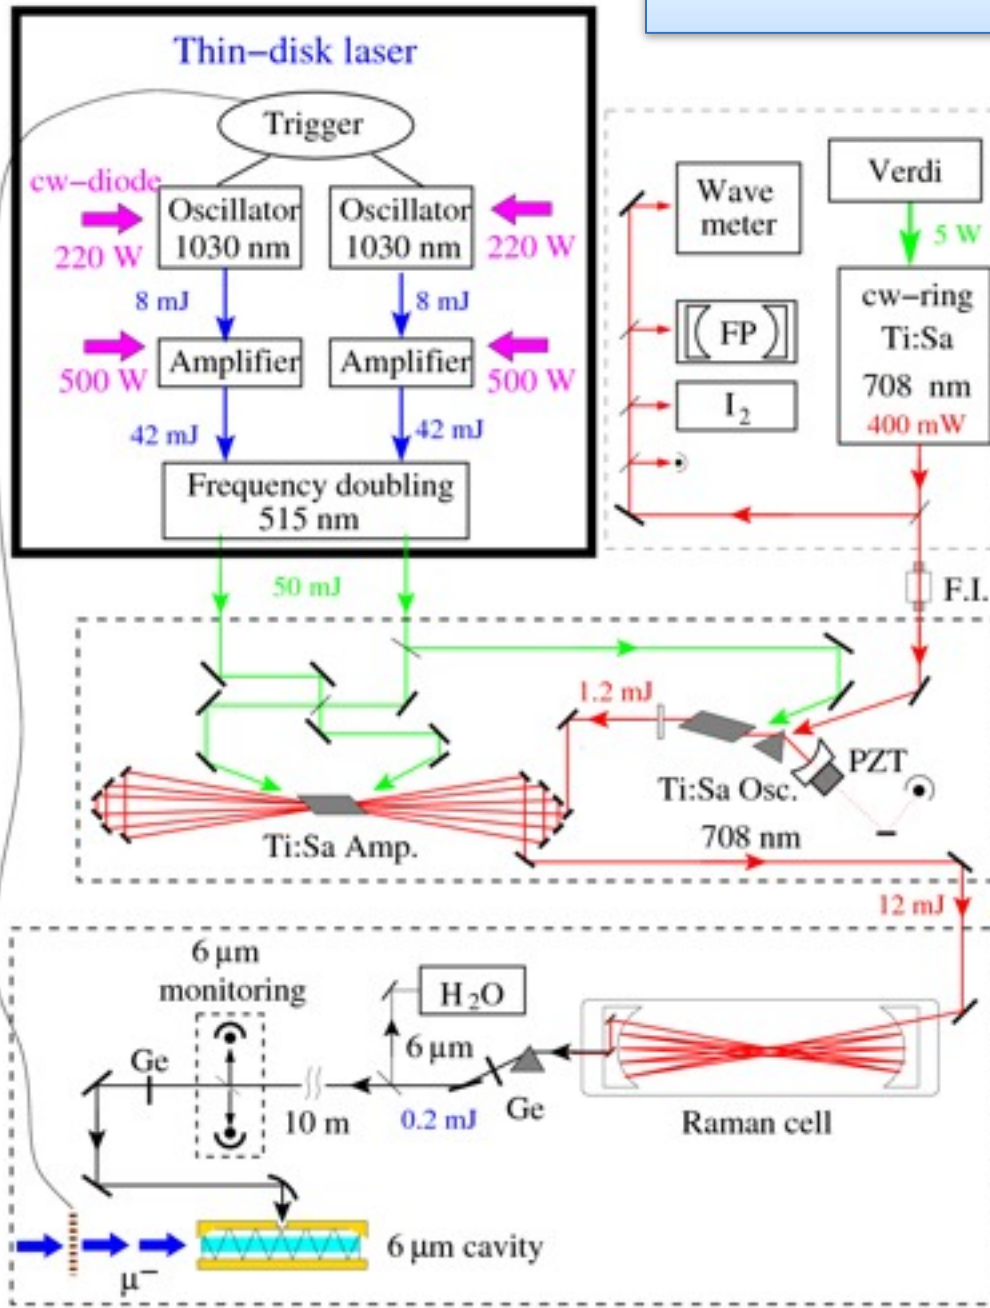 Thin-disk laser
Trigger
cw-diode
220 W
Oscillator
1030 nm
Oscillator
1030 nm
220 W
8 mJ
8 mJ
500 W
Amplifier
Amplifier
500 W
42 mJ
42 mJ
Frequency doubling
515 nm
Wave
meter
FP
I₂
Verdi
5 W
cw-ring
Ti:Sa
708 nm
400 mW
F.I.
50 mJ
1.2 mJ
Ti:Sa Osc.
PZT
Ti:Sa Amp.
708 nm
12 mJ
6 µm
monitoring
H₂O
Ge
6 µm
10 m
0.2 mJ
Ge
Raman cell
µ⁻
6 µm cavity